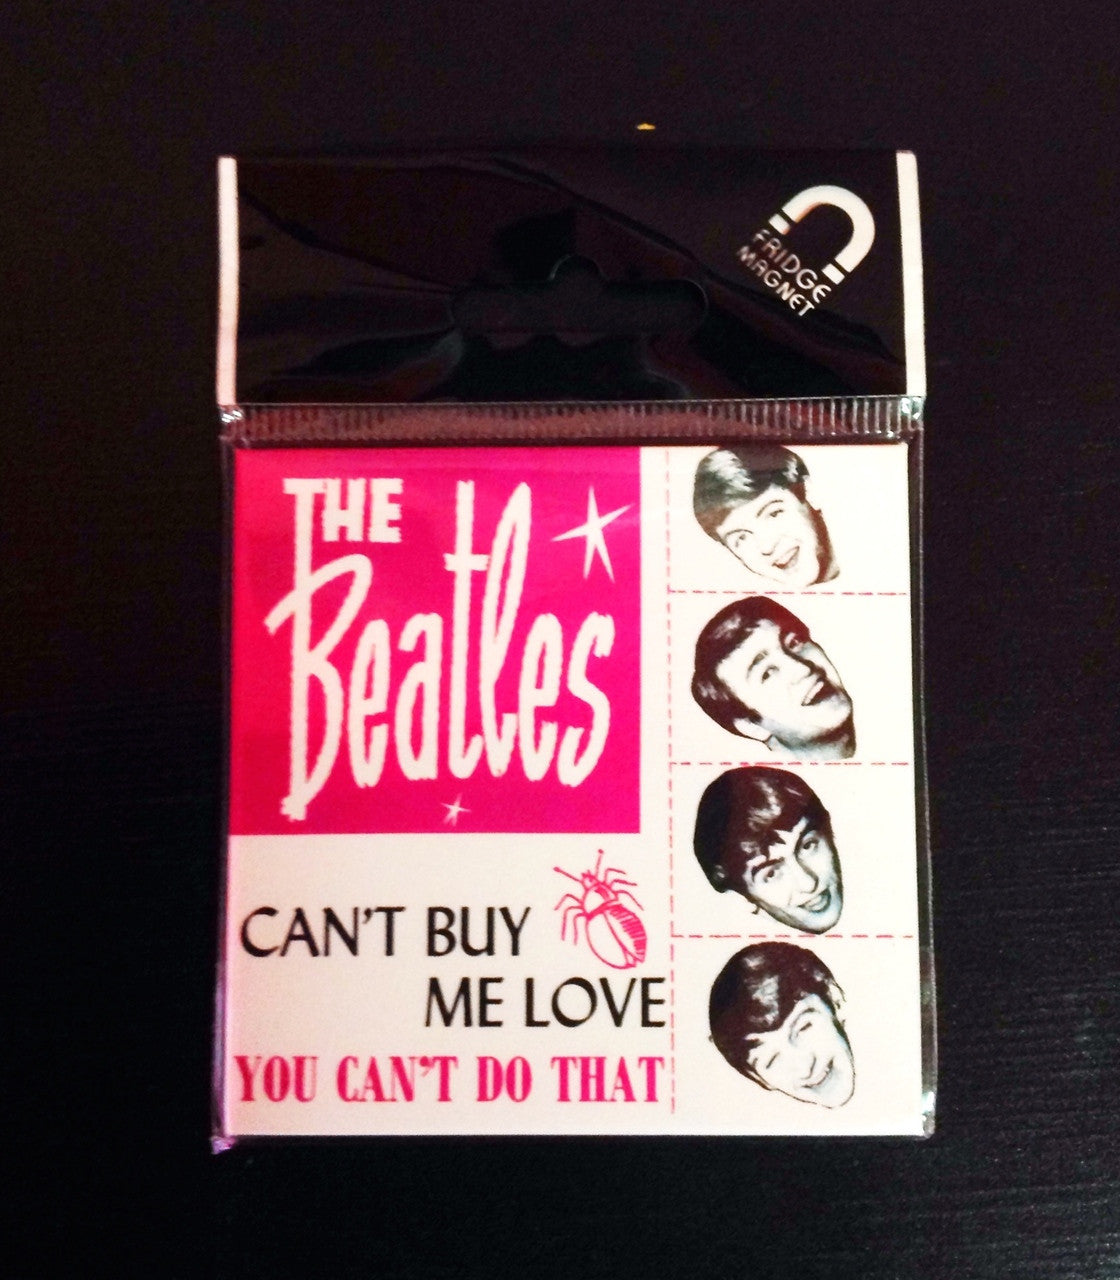 FRIDGE
MAGNET
THE
Beatles
CAN'T BUY
ME LOVE
YOU CAN'T DO THAT